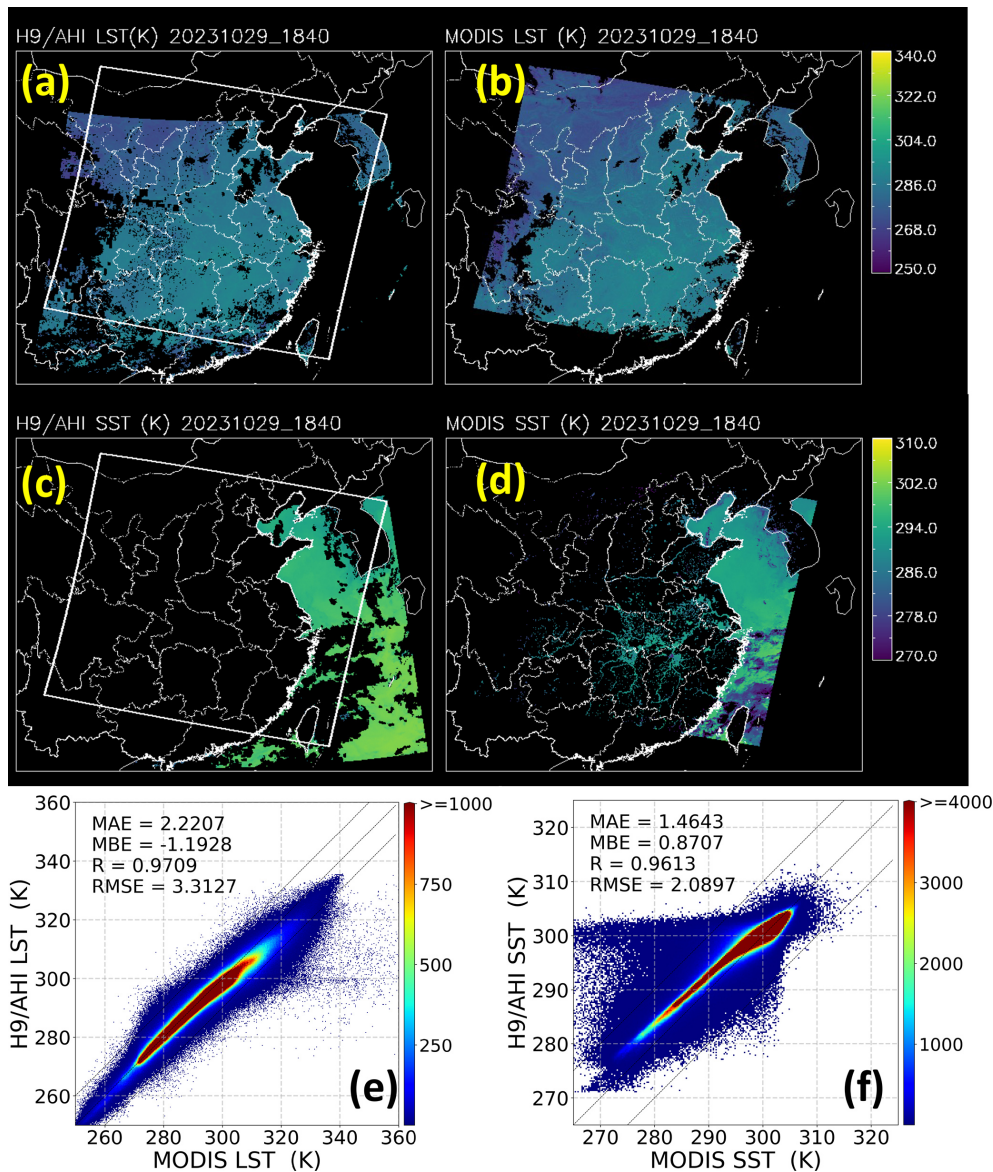 H9/AHI LST(K) 20231029_1840
MODIS LST (K) 20231029_1840
(a)
(b)
340.0
322.0
304.0
286.0
268.0
250.0
H9/AHI SST (K) 20231029_1840
MODIS SST (K) 20231029_1840
(c)
(d)
310.0
302.0
294.0
286.0
278.0
270.0
360
340
320
300
280
260
H9/AHI LST (K)
MAE = 2.2207
MBE = -1.1928
R = 0.9709
RMSE = 3.3127
(e)
260 280 300 320 340 360
MODIS LST (K)
>=1000
750
500
250
320
310
300
290
280
270
H9/AHI SST (K)
MAE = 1.4643
MBE = 0.8707
R = 0.9613
RMSE = 2.0897
(f)
270 280 290 300 310 320
MODIS SST (K)
>=4000
3000
2000
1000